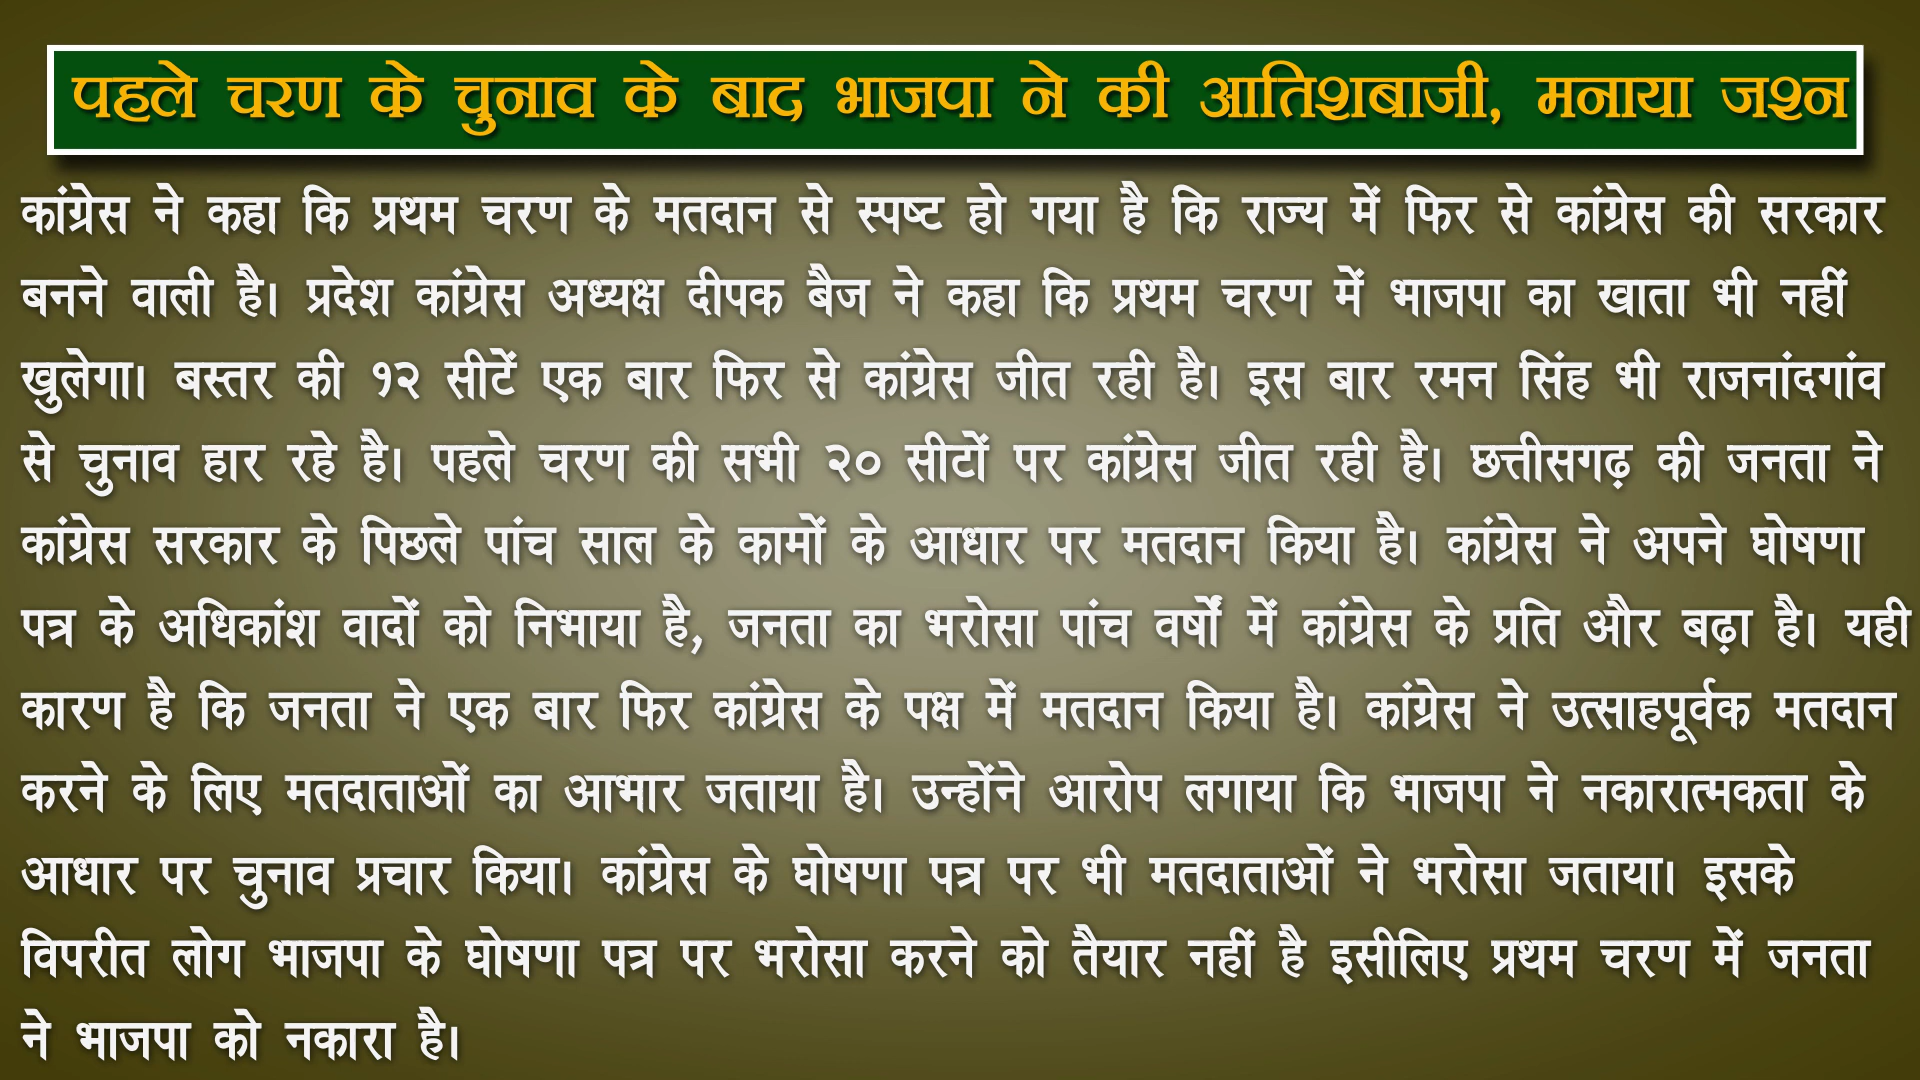 पहले चरण के चुनाव के बाद भाजपा ने की आतिशबाजी, मनाया जश्न
कांग्रेस ने कहा कि प्रथम चरण के मतदान से स्पष्ट हो गया है कि राज्य में फिर से कांग्रेस की सरकार
बनने वाली है। प्रदेश कांग्रेस अध्यक्ष दीपक बैज ने कहा कि प्रथम चरण में भाजपा का खाता भी नहीं
खुलेगा। बस्तर की १२ सीटें एक बार फिर से कांग्रेस जीत रही है। इस बार रमन सिंह भी राजनांदगांव
से चुनाव हार रहे है। पहले चरण की सभी २० सीटों पर कांग्रेस जीत रही है। छत्तीसगढ़ की जनता ने
कांग्रेस सरकार के पिछले पांच साल के कामों के आधार पर मतदान किया है। कांग्रेस ने अपने घोषणा
पत्र के अधिकांश वादों को निभाया है, जनता का भरोसा पांच वर्षों में कांग्रेस के प्रति और बढ़ा है। यही
कारण है कि जनता ने एक बार फिर कांग्रेस के पक्ष में मतदान किया है। कांग्रेस ने उत्साहपूर्वक मतदान
करने के लिए मतदाताओं का आभार जताया है। उन्होंने आरोप लगाया कि भाजपा ने नकारात्मकता के
आधार पर चुनाव प्रचार किया। कांग्रेस के घोषणा पत्र पर भी मतदाताओं ने भरोसा जताया। इसके
विपरीत लोग भाजपा के घोषणा पत्र पर भरोसा करने को तैयार नहीं है इसीलिए प्रथम चरण में जनता
ने भाजपा को नकारा है।